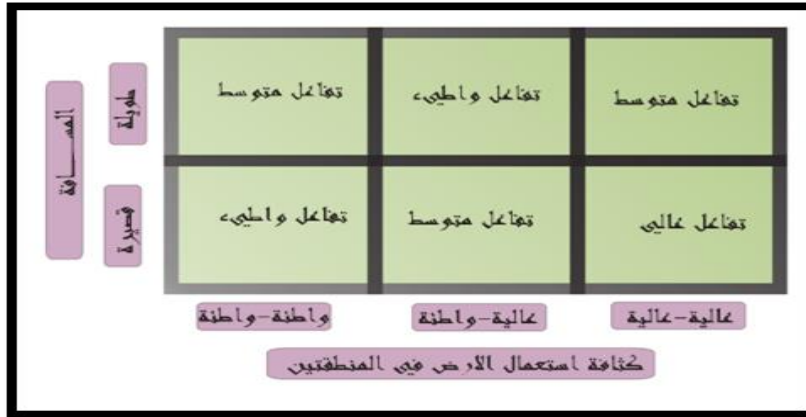 المسافة
طويلة
تفاعل متوسط
تفاعل واطيء
تفاعل متوسط
قصيرة
تفاعل عالي
تفاعل متوسط
تفاعل واطيء
عالية-عالية
عالية-واطئة
واطئة-واطئة
كثافة استعمال الارض في المنطقتين